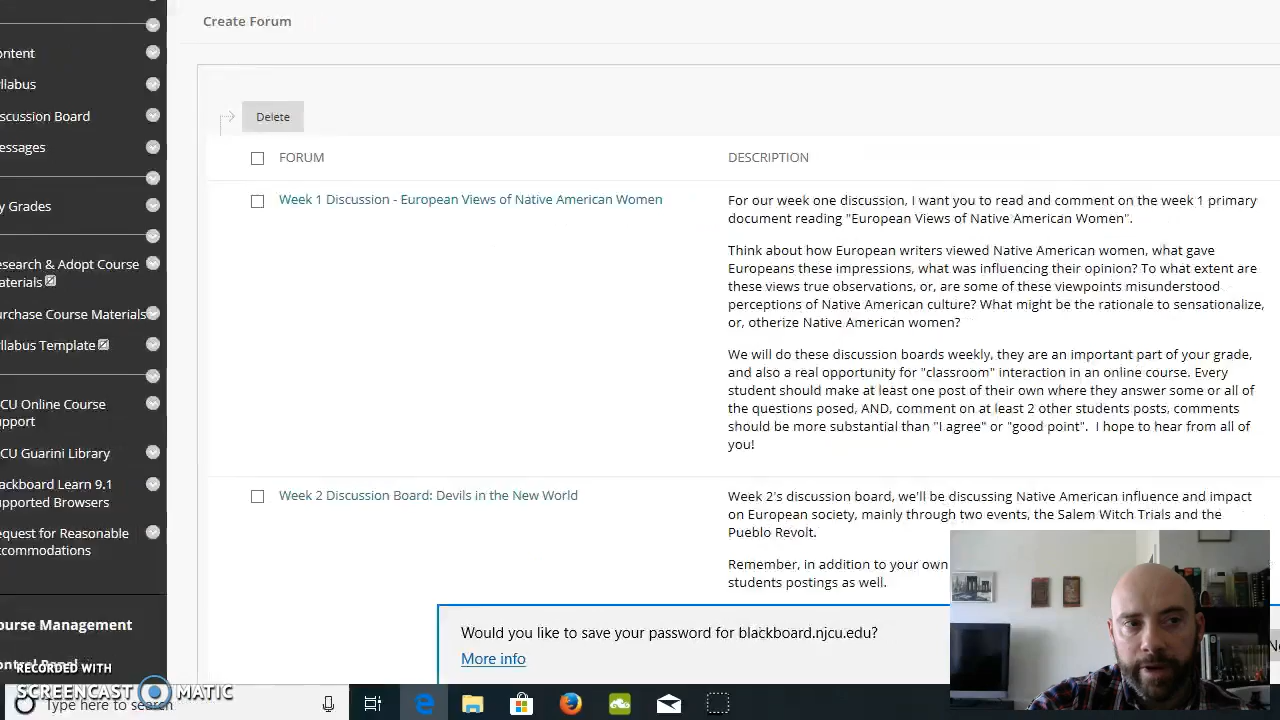 Create Forum
ontent
llabus
scussion Board
essages
y Grades
esearch & Adopt Course
aterials
urchase Course Materials
llabus Template
CU Online Course
pport
CU Guarini Library
ackboard Learn 9.1
pported Browsers
equest for Reasonable
ccommodations
ourse Management
Delete
FORUM
DESCRIPTION
Week 1 Discussion - European Views of Native American Women
For our week one discussion, I want you to read and comment on the week 1 primary
document reading "European Views of Native American Women".
Think about how European writers viewed Native American women, what gave
Europeans these impressions, what was influencing their opinion? To what extent are
these views true observations, or, are some of these viewpoints misunderstood
perceptions of Native American culture? What might be the rationale to sensationalize,
or, otherize Native American women?
We will do these discussion boards weekly, they are an important part of your grade,
and also a real opportunity for "classroom" interaction in an online course. Every
student should make at least one post of their own where they answer some or all of
the questions posed, AND, comment on at least 2 other students posts, comments
should be more substantial than "I agree" or "good point". I hope to hear from all of
you!
Week 2 Discussion Board: Devils in the New World
Week 2's discussion board, we'll be discussing Native American influence and impact
on European society, mainly through two events, the Salem Witch Trials and the
Pueblo Revolt.
Remember, in addition to your own
students postings as well.
Would you like to save your password for blackboard.njcu.edu?
More info
RECORDED WITH
SCREENCAST MATIC
Type here to search